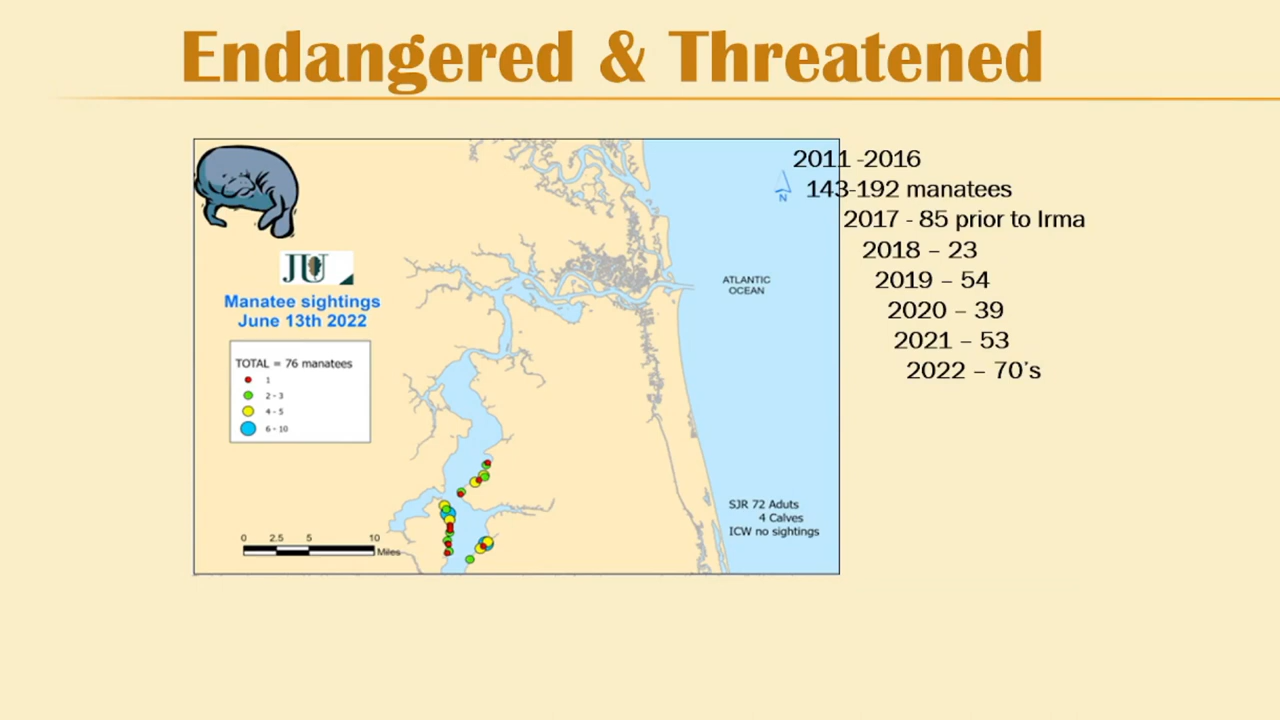 Endangered & Threatened
2011 -2016
143-192 manatees
2017 - 85 prior to Irma
2018 – 23
2019 – 54
2020 – 39
2021 – 53
2022 – 70's
N
ATLANTIC
OCEAN
JU
Manatee sightings
June 13th 2022
TOTAL = 76 manatees
1
2 - 3
4 - 5
6 - 10
0 2.5 5 10
Miles
SJR 72 Aduts
4 Calves
ICW no sightings